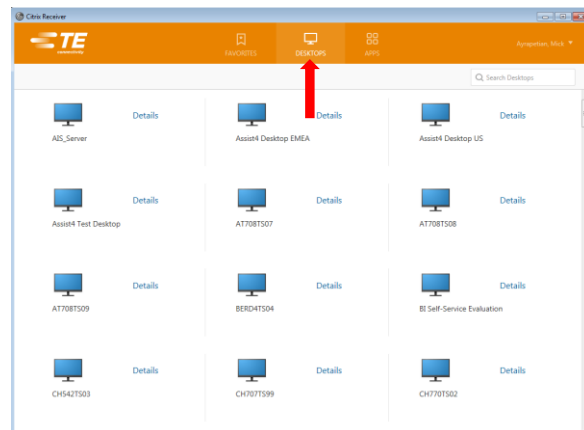 Citrix Receiver
TE
connectivity
FAVORITES
DESKTOPS
APPS
Ayrapetian, Mick
Search Desktops
Details
Details
Details
AIS_Server
Assist4 Desktop EMEA
Assist4 Desktop US
Details
Details
Details
Assist4 Test Desktop
AT708TS07
AT708TS08
Details
Details
Details
AT708TS09
BERD4TS04
BI Self-Service Evaluation
Details
Details
Details
CH542TS03
CH707TS99
CH770TS02